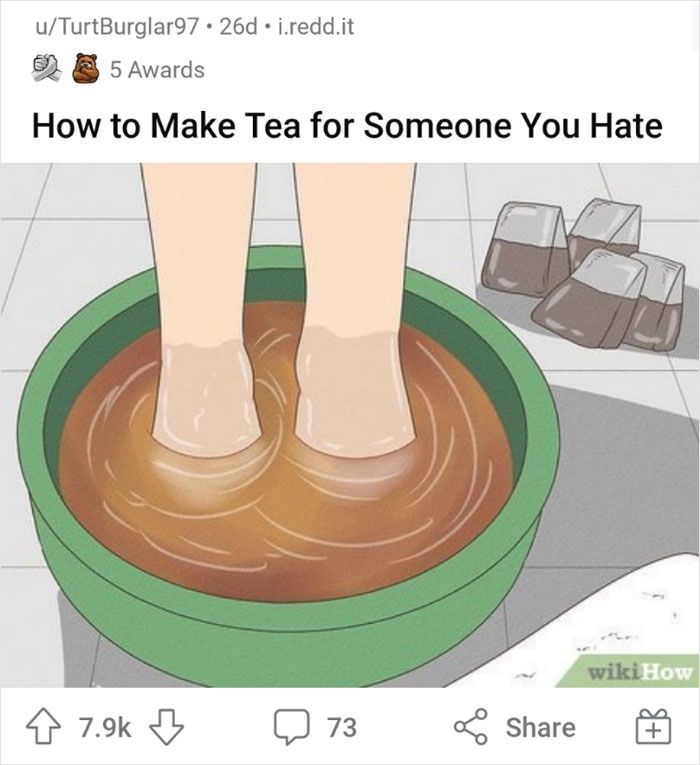 u/TurtBurglar97 • 26d • i.redd.it
5 Awards
How to Make Tea for Someone You Hate
wikiHow
7.9k
73
Share